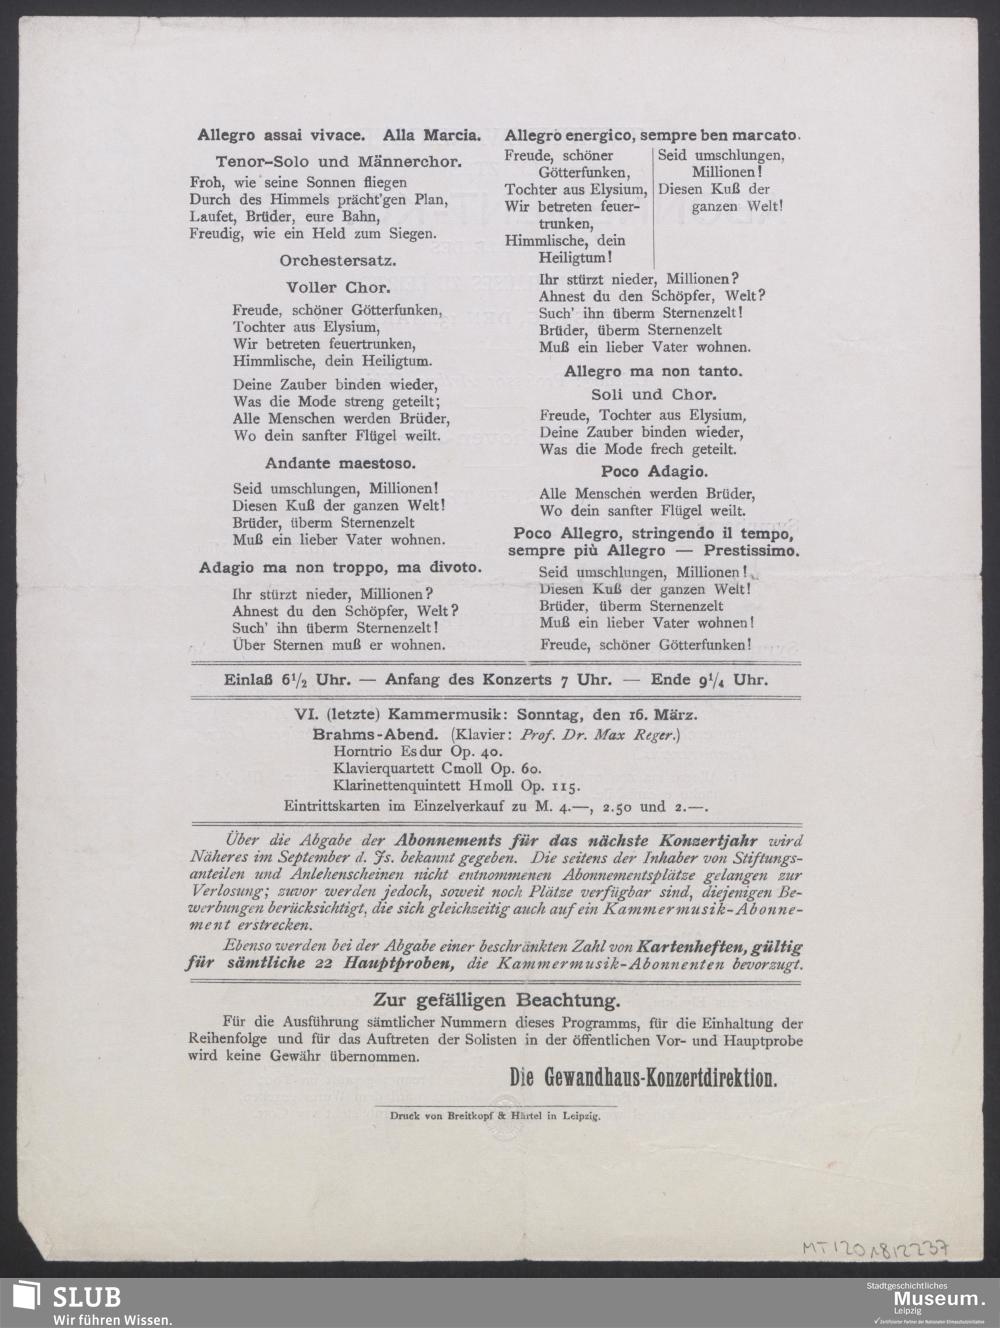 Allegro assai vivace. Alla Marcia.
Tenor-Solo und Männerchor.
Froh, wie seine Sonnen fliegen
Durch des Himmels prächt'gen Plan,
Laufet, Brüder, eure Bahn,
Freudig, wie ein Held zum Siegen.
Orchestersatz.
Voller Chor.
Freude, schöner Götterfunken,
Tochter aus Elysium,
Wir betreten feuertrunken,
Himmlische, dein Heiligtum.
Deine Zauber binden wieder,
Was die Mode streng geteilt;
Alle Menschen werden Brüder,
Wo dein sanfter Flügel weilt.
Andante maestoso.
Seid umschlungen, Millionen!
Diesen Kuß der ganzen Welt!
Brüder, überm Sternenzelt
Muß ein lieber Vater wohnen.
Adagio ma non troppo, ma divoto.
Ihr stürzt nieder, Millionen?
Ahnest du den Schöpfer, Welt?
Such' ihn überm Sternenzelt!
Über Sternen muß er wohnen.
Allegro energico, sempre ben marcato.
Freude, schöner
Götterfunken,
Tochter aus Elysium,
Wir betreten feuer-
trunken,
Himmlische, dein
Heiligtum!
Seid umschlungen,
Millionen!
Diesen Kuß der
ganzen Welt!
Ihr stürzt nieder, Millionen?
Ahnest du den Schöpfer, Welt?
Such' ihn überm Sternenzelt!
Brüder, überm Sternenzelt
Muß ein lieber Vater wohnen.
Allegro ma non tanto.
Soli und Chor.
Freude, Tochter aus Elysium,
Deine Zauber binden wieder,
Was die Mode frech geteilt.
Poco Adagio.
Alle Menschen werden Brüder,
Wo dein sanfter Flügel weilt.
Poco Allegro, stringendo il tempo,
sempre più Allegro — Prestissimo.
Seid umschlungen, Millionen!
Diesen Kuß der ganzen Welt!
Brüder, überm Sternenzelt
Muß ein lieber Vater wohnen!
Freude, schöner Götterfunken!
Einlaß 6½ Uhr. — Anfang des Konzerts 7 Uhr. — Ende 9¼ Uhr.
VI. (letzte) Kammermusik: Sonntag, den 16. März.
Brahms-Abend. (Klavier: Prof. Dr. Max Reger.)
Horntrio Esdur Op. 40.
Klavierquartett Cmoll Op. 60.
Klarinettenquintett Hmoll Op. 115.
Eintrittskarten im Einzelverkauf zu M. 4.—, 2.50 und 2.—.
Über die Abgabe der Abonnements für das nächste Konzertjahr wird
Näheres im September d. Js. bekannt gegeben. Die seitens der Inhaber von Stiftungs-
anteilen und Anlehenscheinen nicht entnommenen Abonnementsplätze gelangen zur
Verlosung; zuvor werden jedoch, soweit noch Plätze verfügbar sind, diejenigen Be-
werbungen berücksichtigt, die sich gleichzeitig auch auf ein Kammermusik-Abonne-
ment erstrecken.
Ebenso werden bei der Abgabe einer beschränkten Zahl von Kartenheften, gültig
für sämtliche 22 Hauptproben, die Kammermusik-Abonnenten bevorzugt.
Zur gefälligen Beachtung.
Für die Ausführung sämtlicher Nummern dieses Programms, für die Einhaltung der
Reihenfolge und für das Auftreten der Solisten in der öffentlichen Vor- und Hauptprobe
wird keine Gewähr übernommen.
Die Gewandhaus-Konzertdirektion.
Druck von Breitkopf & Härtel in Leipzig.
SLUB
Wir führen Wissen.
Stadtgeschichtliches
Museum.
Leipzig
Zertifizierter Partner der Nationalen Klimaschutzinitiative